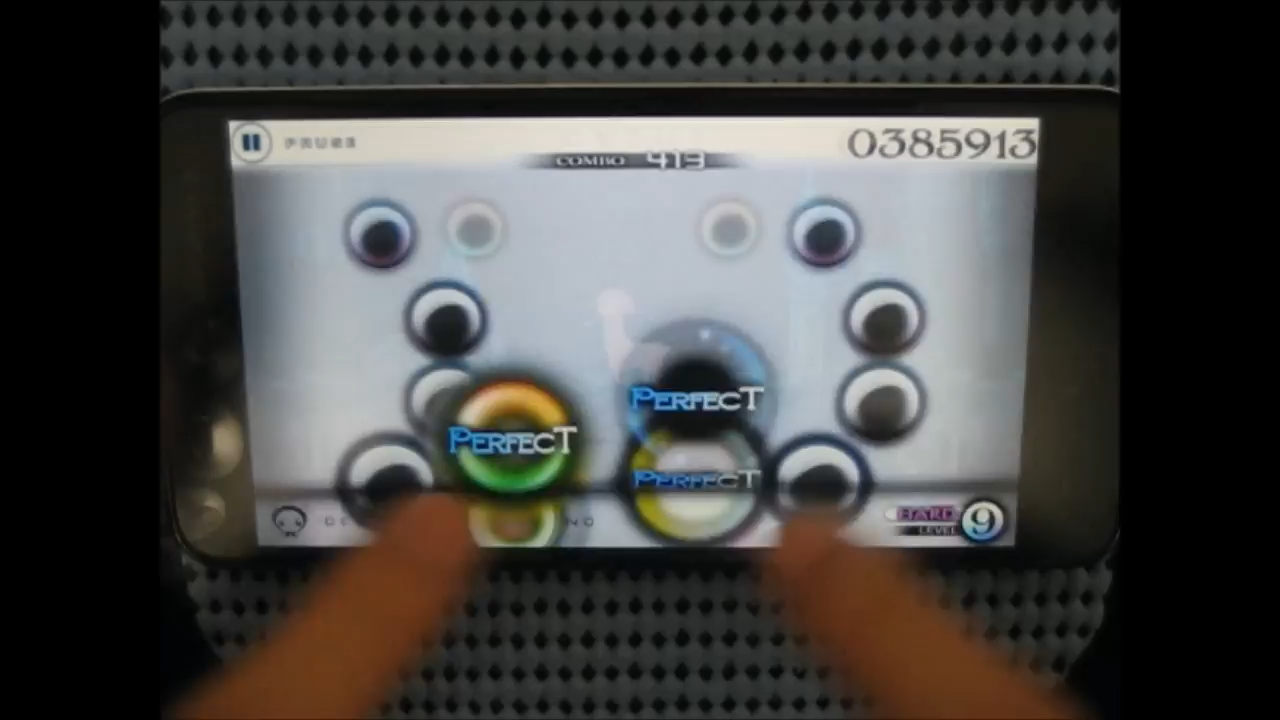 PAUSE
COMBO 413
0385913
PERFECT
PERFECT
PERFECT
HARD
LEVEL 9